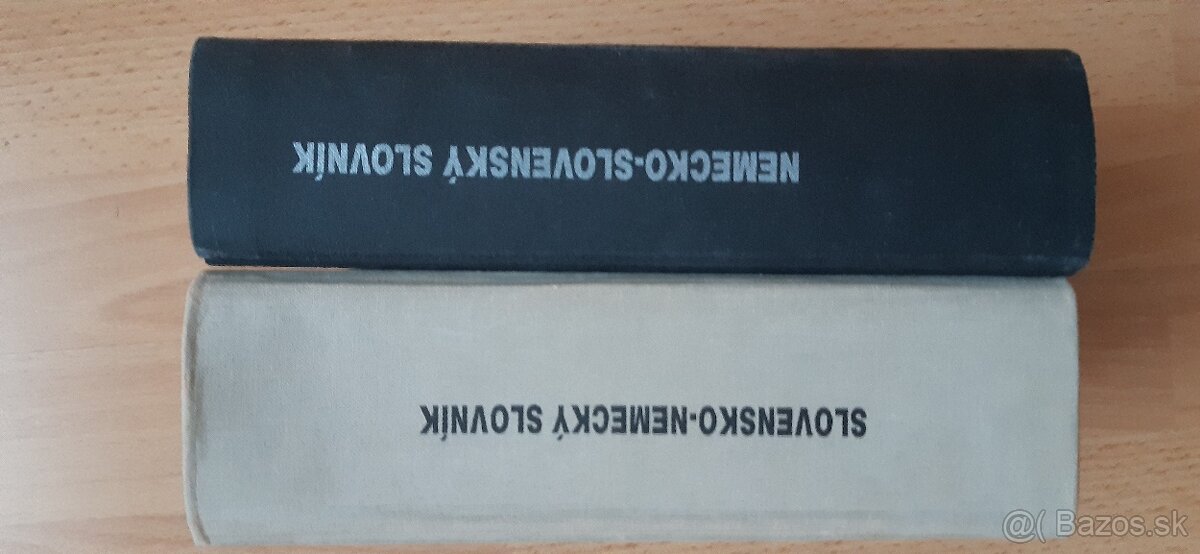 NEMECKO-SLOVENSKÝ SLOVNÍK
SLOVENSKO-NEMECKÝ SLOVNÍK
@( Bazos.sk